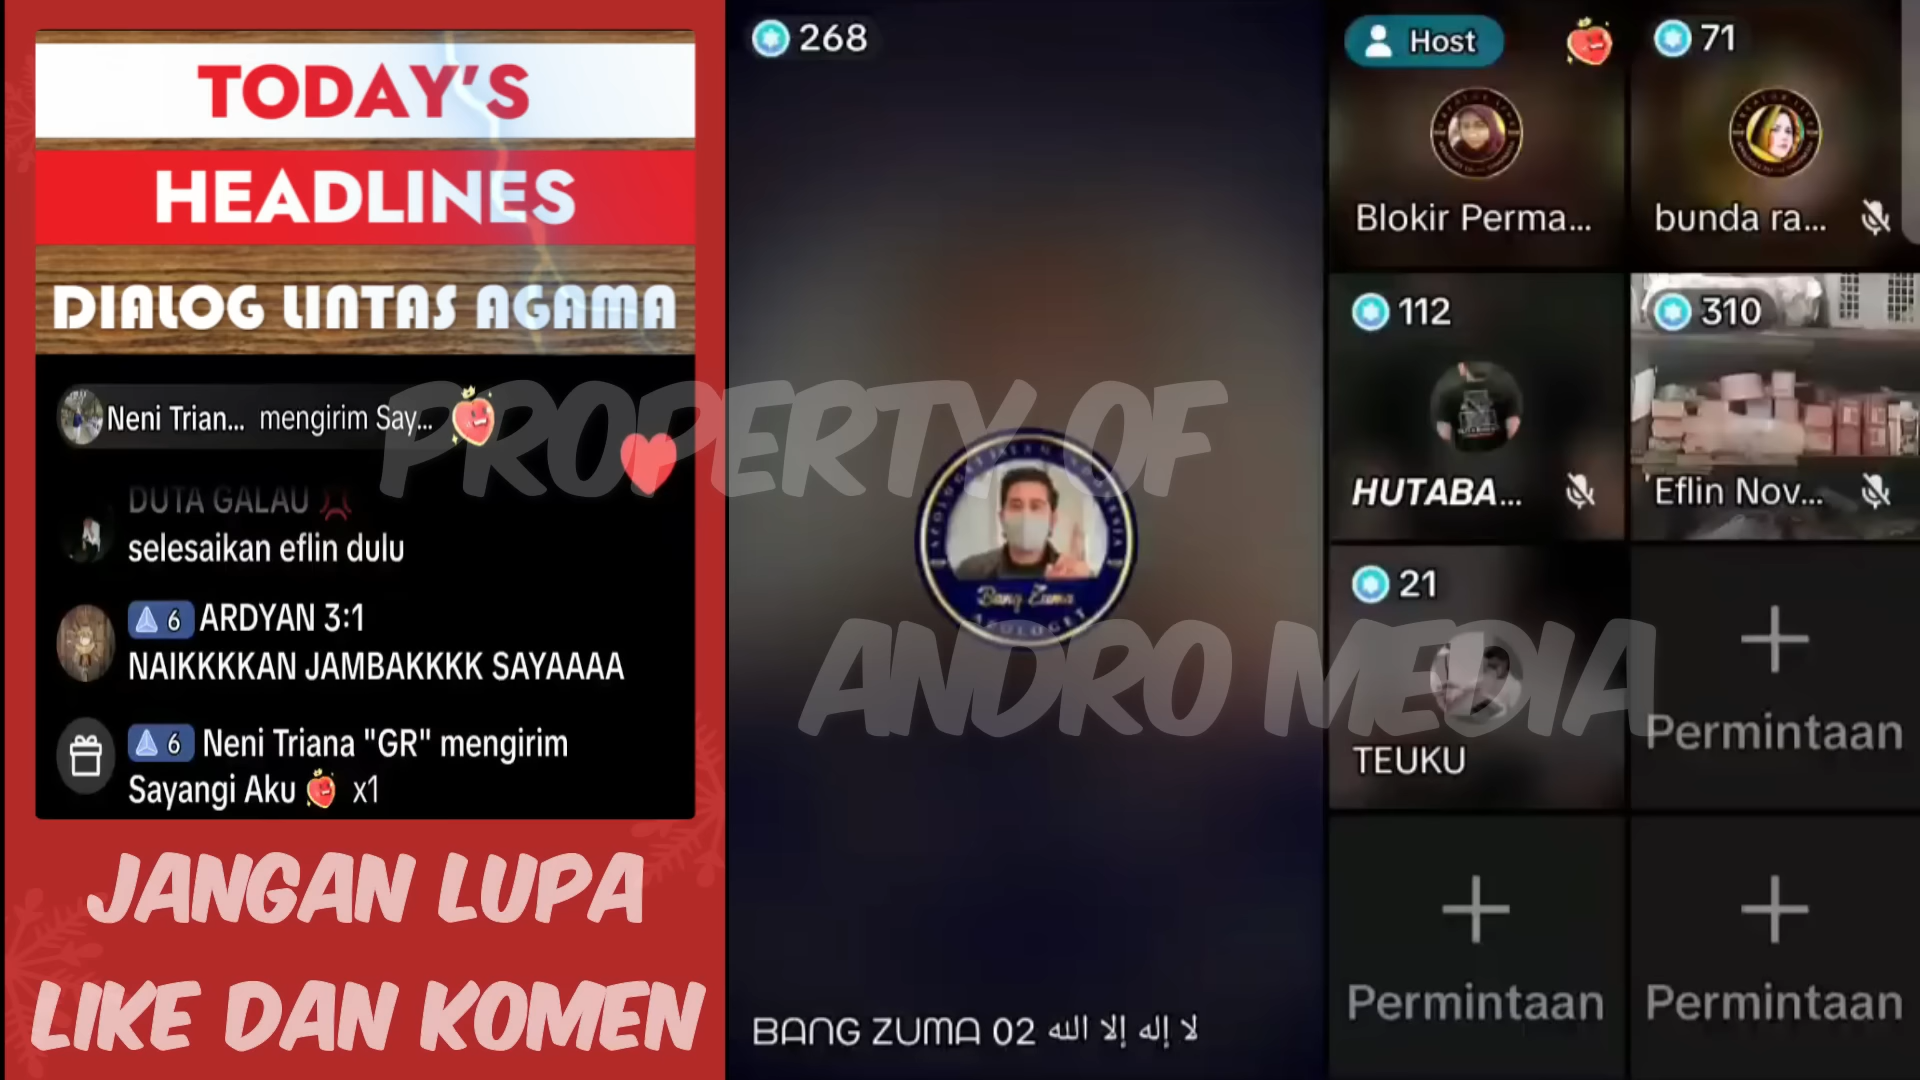 TODAY'S
HEADLINES
DIALOG LINTAS AGAMA
Neni Trian... mengirim Say...
DUTA GALAU
selesaikan eflin dulu
6 ARDYAN 3:1
NAIKKKKAN JAMBAKKKK SAYAAAA
6 Neni Triana "GR" mengirim
Sayangi Aku x1
JANGAN LUPA
LIKE DAN KOMEN
268
Bang Zuma
APOLOGET
BANG ZUMA 02 لا إله إلا الله
Host
Blokir Perma...
71
bunda ra...
112
HUTABA...
310
'Eflin Nov...
21
TEUKU
Permintaan
Permintaan
Permintaan
PROPERTY OF
ANDRO MEDIA